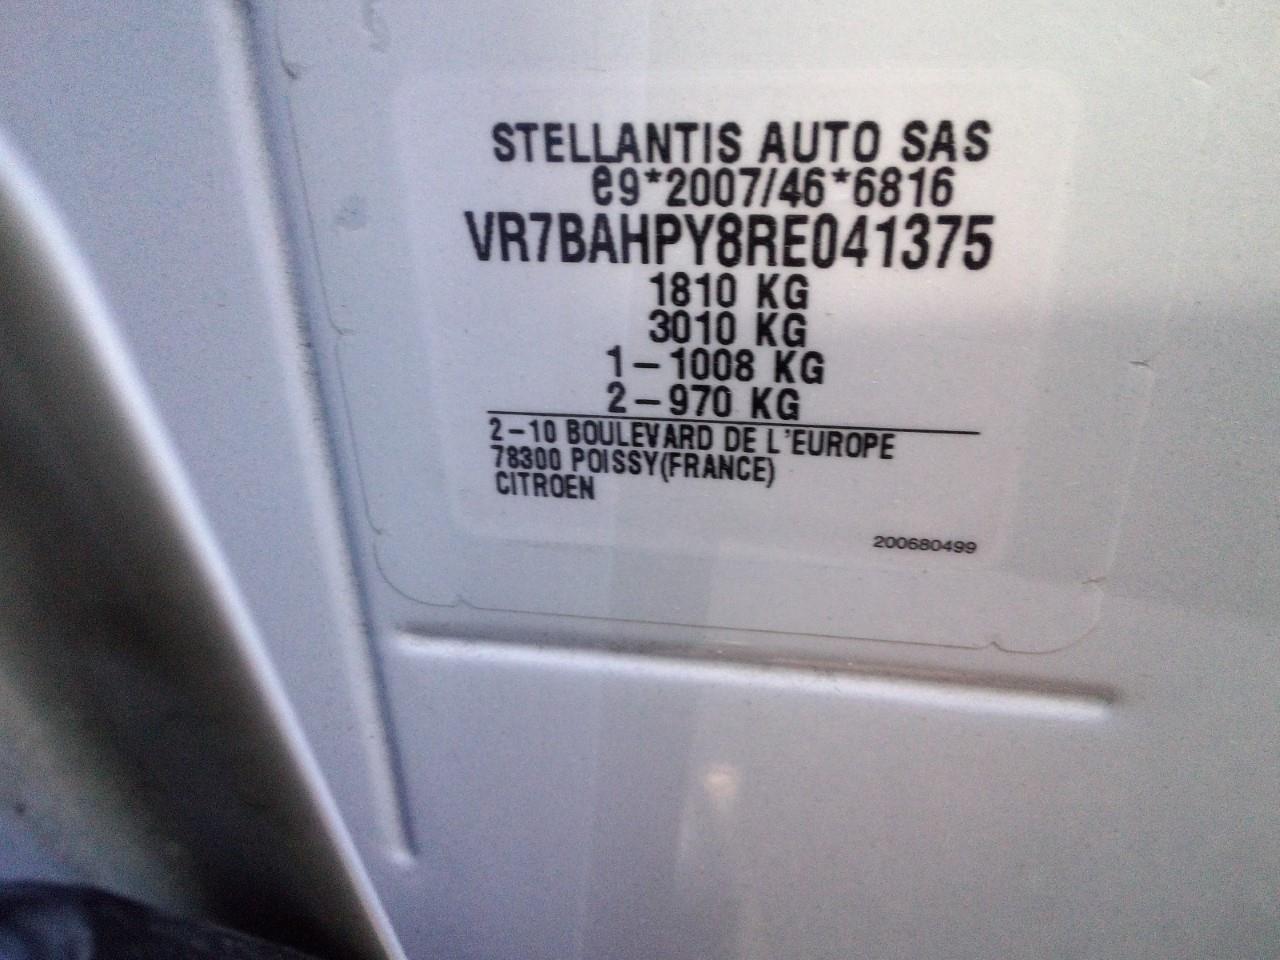 STELLANTIS AUTO SAS
e9*2007/46*6816
VR7BAHPY8RE041375
1810 KG
3010 KG
1-1008 KG
2-970 KG
2-10 BOULEVARD DE L'EUROPE
78300 POISSY(FRANCE)
CITROEN
200680499